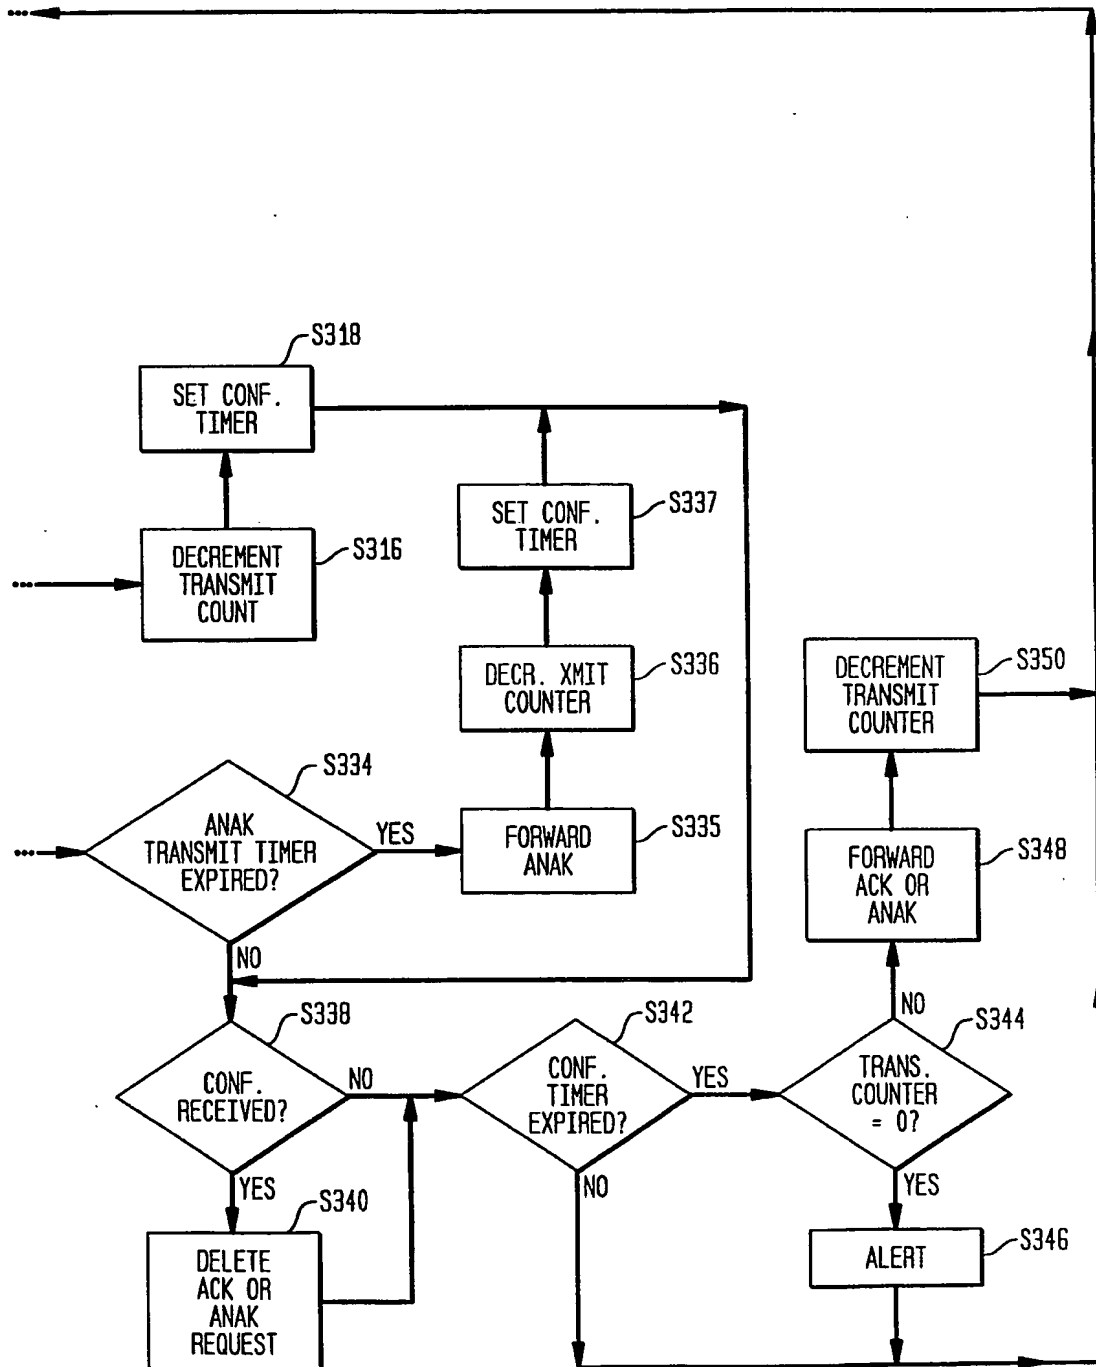 S318
SET CONF.
TIMER
S337
SET CONF.
TIMER
S316
DECREMENT
TRANSMIT
COUNT
S336
DECR. XMIT
COUNTER
S350
DECREMENT
TRANSMIT
COUNTER
S334
ANAK
TRANSMIT TIMER
EXPIRED?
YES
S335
FORWARD
ANAK
S348
FORWARD
ACK OR
ANAK
NO
S338
CONF.
RECEIVED?
NO
S342
CONF.
TIMER
EXPIRED?
YES
NO
S344
TRANS.
COUNTER
= 0?
YES
S340
DELETE
ACK OR
ANAK
REQUEST
NO
YES
S346
ALERT